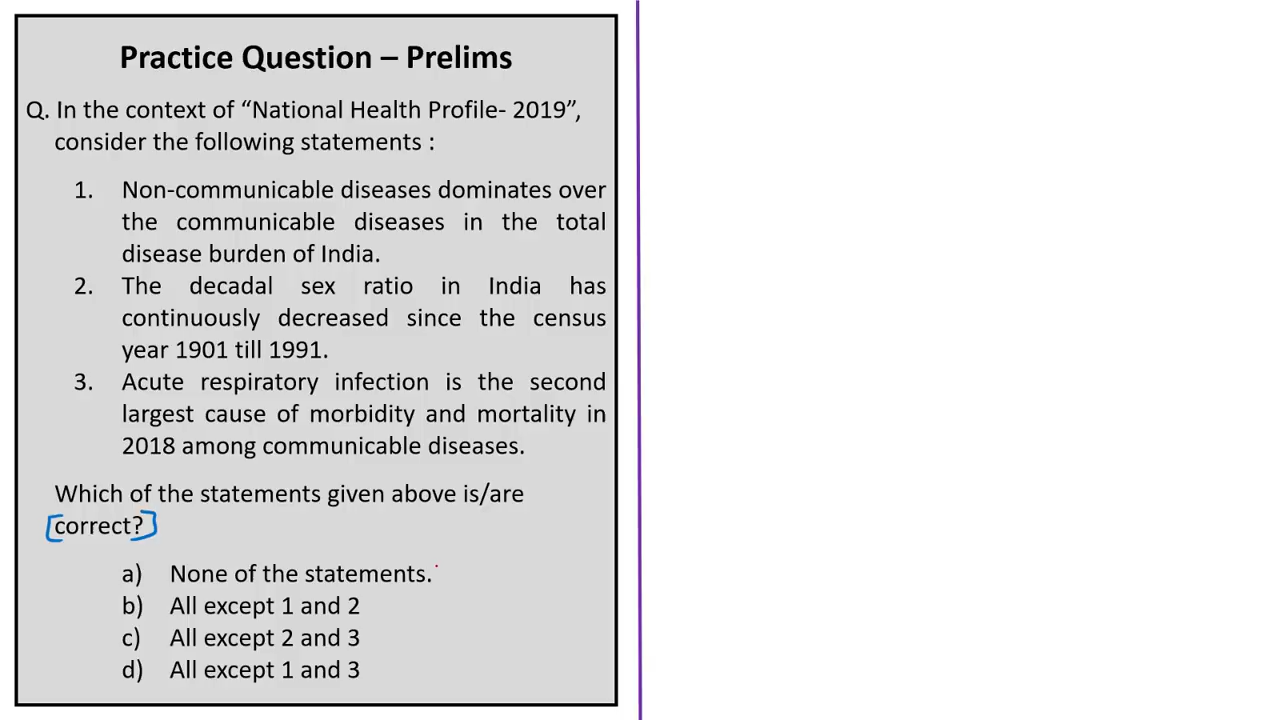 Practice Question – Prelims
Q. In the context of “National Health Profile- 2019”,
consider the following statements :
1. Non-communicable diseases dominates over
the communicable diseases in the total
disease burden of India.
2. The decadal sex ratio in India has
continuously decreased since the census
year 1901 till 1991.
3. Acute respiratory infection is the second
largest cause of morbidity and mortality in
2018 among communicable diseases.
Which of the statements given above is/are
correct?
a) None of the statements.
b) All except 1 and 2
c) All except 2 and 3
d) All except 1 and 3